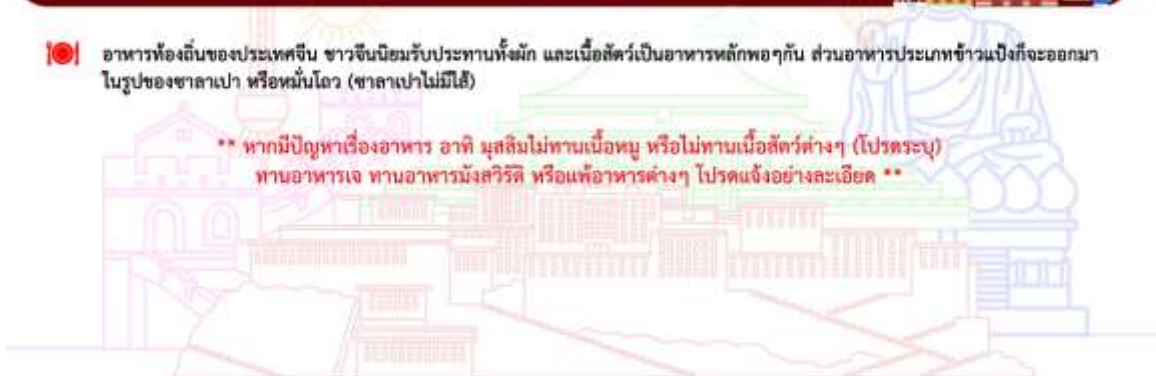 อาหารท้องถิ่นของประเทศจีน ชาวจีนนิยมรับประทานทั้งผัก และเนื้อสัตว์เป็นอาหารหลักพอๆกัน ส่วนอาหารประเภทข้าวแป้งก็จะออกมา
ในรูปของซาลาเปา หรือหมั่นโถว (ซาลาเปาไม่มีไส้)
** หากมีปัญหาเรื่องอาหาร อาทิ มุสลิมไม่ทานเนื้อหมู หรือไม่ทานเนื้อสัตว์ต่างๆ (โปรดระบุ)
ทานอาหารเจ ทานอาหารมังสวิรัติ หรือแพ้อาหารต่างๆ โปรดแจ้งอย่างละเอียด **